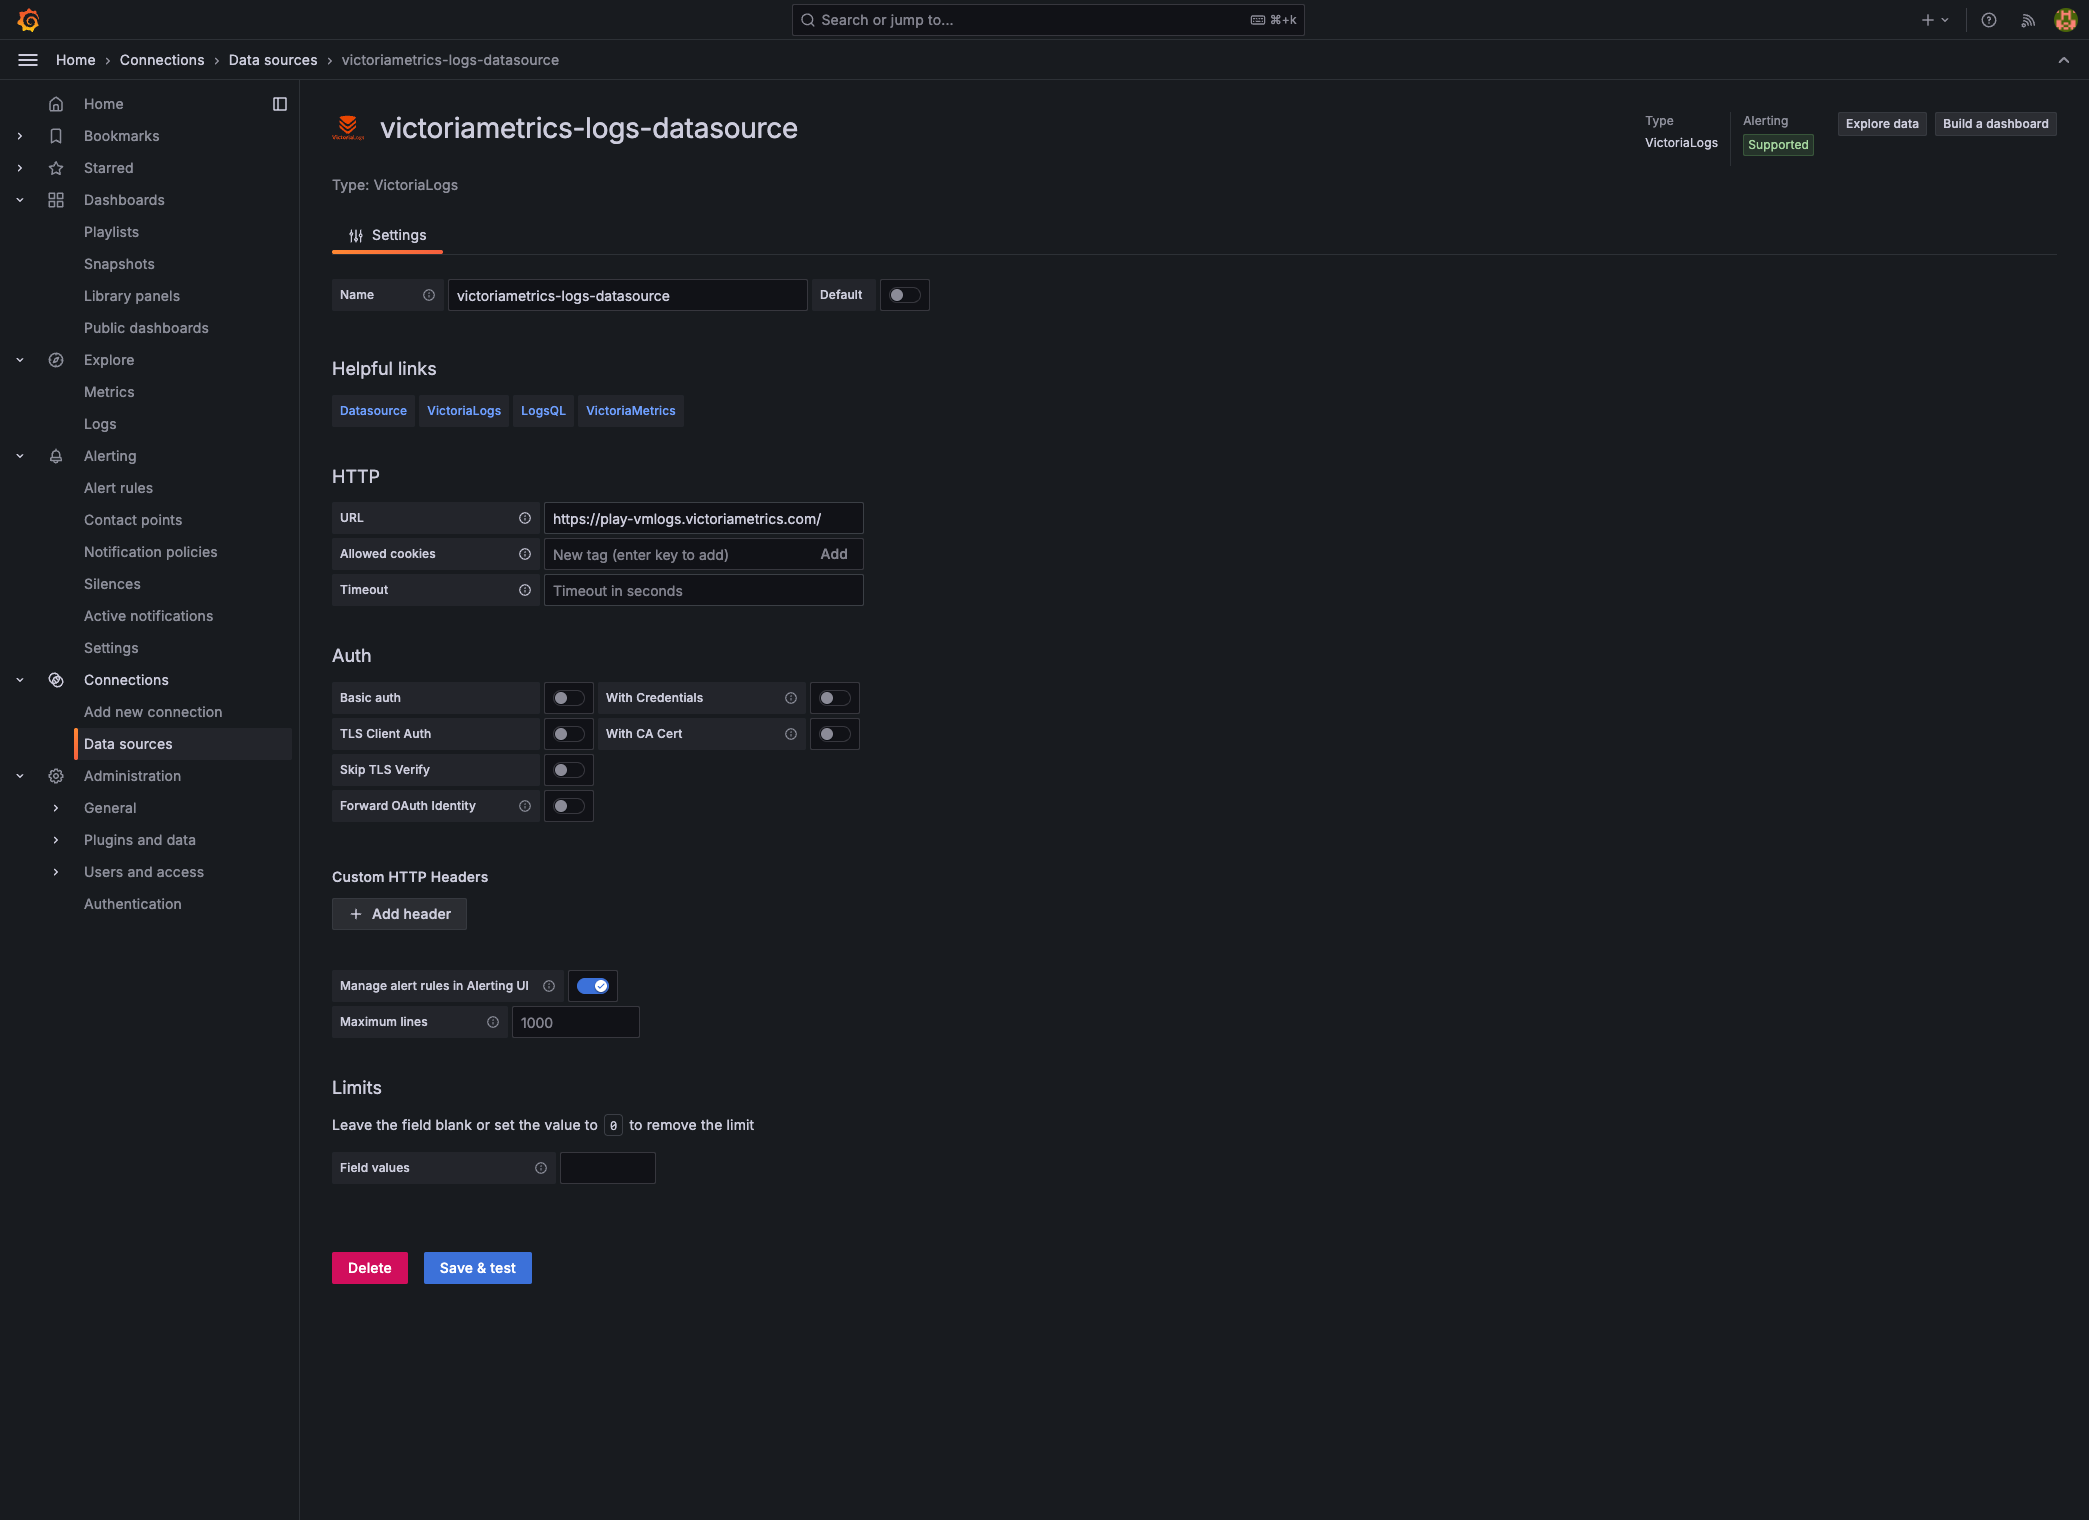 Search or jump to...
⌘+k
Home › Connections › Data sources › victoriametrics-logs-datasource
Home
Bookmarks
Starred
Dashboards
Playlists
Snapshots
Library panels
Public dashboards
Explore
Metrics
Logs
Alerting
Alert rules
Contact points
Notification policies
Silences
Active notifications
Settings
Connections
Add new connection
Data sources
Administration
General
Plugins and data
Users and access
Authentication
VictoriaLogs
victoriametrics-logs-datasource
Type
VictoriaLogs
Alerting
Supported
Explore data
Build a dashboard
Type: VictoriaLogs
Settings
Name victoriametrics-logs-datasource Default
Helpful links
Datasource VictoriaLogs LogsQL VictoriaMetrics
HTTP
URL https://play-vmlogs.victoriametrics.com/
Allowed cookies New tag (enter key to add) Add
Timeout Timeout in seconds
Auth
Basic auth With Credentials
TLS Client Auth With CA Cert
Skip TLS Verify
Forward OAuth Identity
Custom HTTP Headers
+ Add header
Manage alert rules in Alerting UI
Maximum lines 1000
Limits
Leave the field blank or set the value to 0 to remove the limit
Field values
Delete Save & test